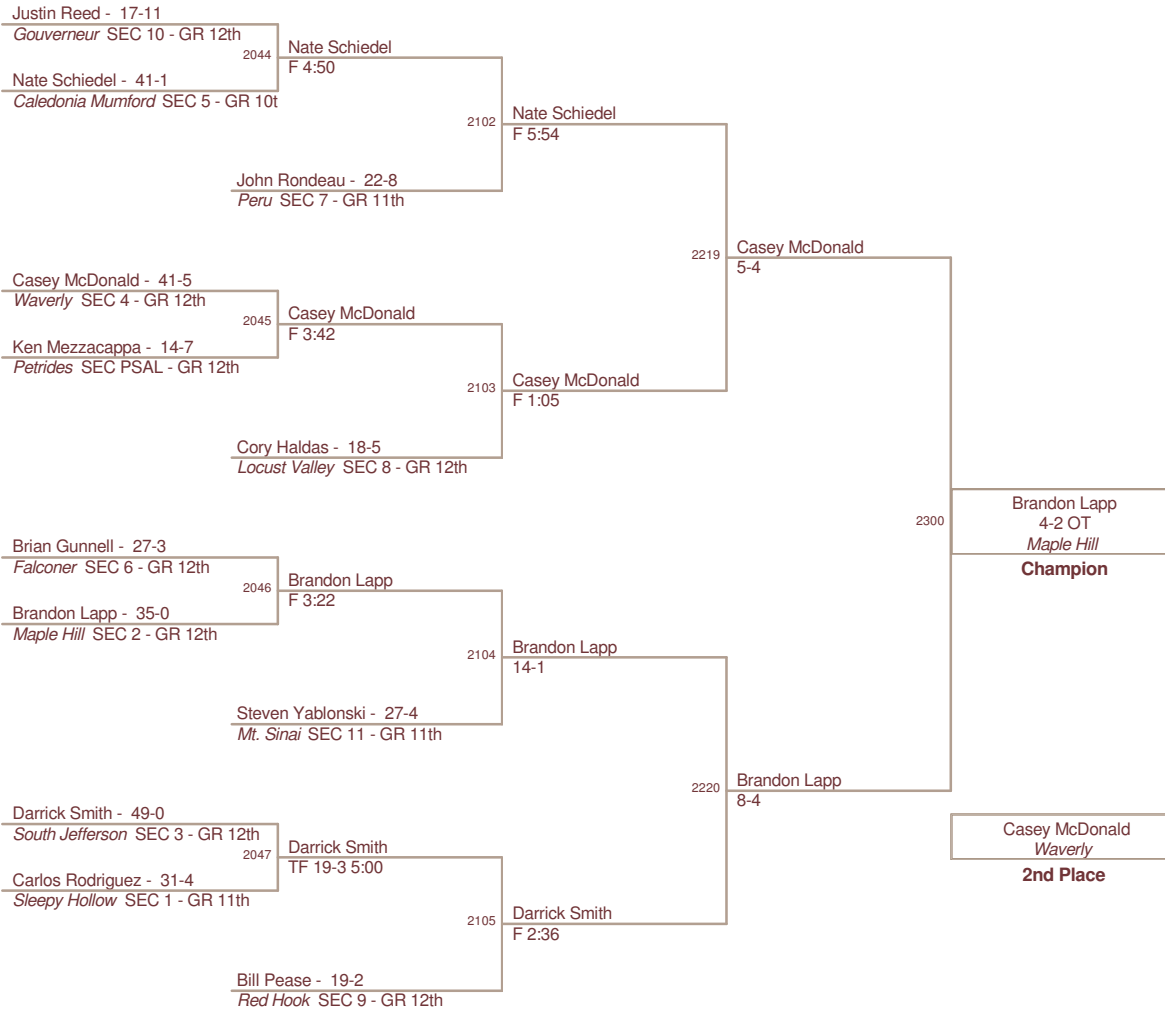 Justin Reed - 17-11
Gouverneur SEC 10 - GR 12th
2044
Nate Schiedel
F 4:50
Nate Schiedel - 41-1
Caledonia Mumford SEC 5 - GR 10t
2102
Nate Schiedel
F 5:54
John Rondeau - 22-8
Peru SEC 7 - GR 11th
2219
Casey McDonald
5-4
Casey McDonald - 41-5
Waverly SEC 4 - GR 12th
2045
Casey McDonald
F 3:42
Ken Mezzacappa - 14-7
Petrides SEC PSAL - GR 12th
2103
Casey McDonald
F 1:05
Cory Haldas - 18-5
Locust Valley SEC 8 - GR 12th
2300
Brandon Lapp
4-2 OT
Maple Hill
Champion
Brian Gunnell - 27-3
Falconer SEC 6 - GR 12th
2046
Brandon Lapp
F 3:22
Brandon Lapp - 35-0
Maple Hill SEC 2 - GR 12th
2104
Brandon Lapp
14-1
Steven Yablonski - 27-4
Mt. Sinai SEC 11 - GR 11th
2220
Brandon Lapp
8-4
Darrick Smith - 49-0
South Jefferson SEC 3 - GR 12th
2047
Darrick Smith
TF 19-3 5:00
Carlos Rodriguez - 31-4
Sleepy Hollow SEC 1 - GR 11th
Casey McDonald
Waverly
2nd Place
2105
Darrick Smith
F 2:36
Bill Pease - 19-2
Red Hook SEC 9 - GR 12th